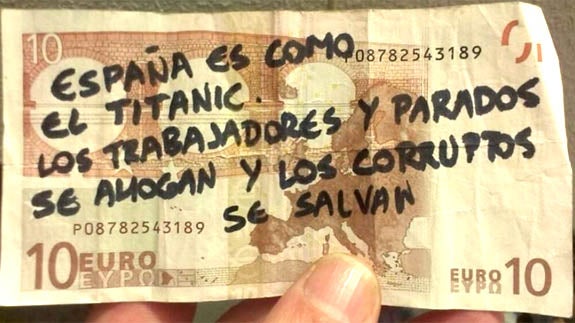 10
ESPAÑA ES COMO
P08782543189
EL TITANIC.
LOS TRABAJADORES Y PARADOS
SE AHOGAN Y LOS CORRUPTOS
SE SALVAN
P08782543189
10 EURO
ΕΥΡΩ
EURO 10
ΕΥΡΩ